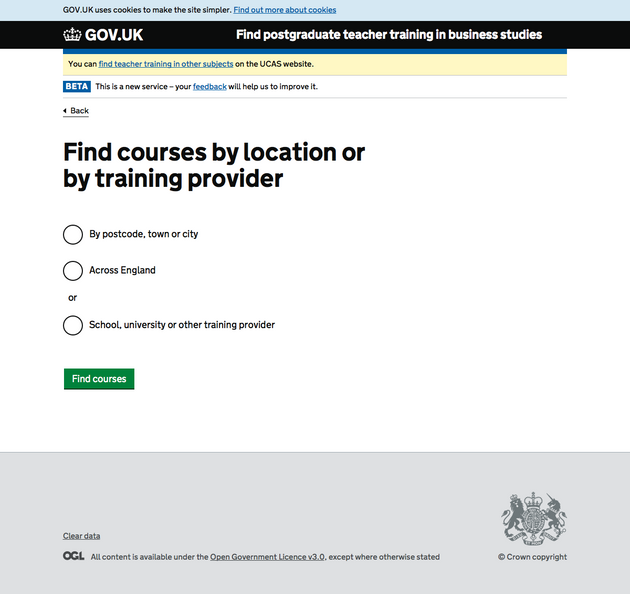 GOV.UK uses cookies to make the site simpler. Find out more about cookies
GOV.UK
Find postgraduate teacher training in business studies
You can find teacher training in other subjects on the UCAS website.
BETA This is a new service – your feedback will help us to improve it.
Back
Find courses by location or
by training provider
By postcode, town or city
Across England
or
School, university or other training provider
Find courses
Clear data
OGL All content is available under the Open Government Licence v3.0, except where otherwise stated
© Crown copyright